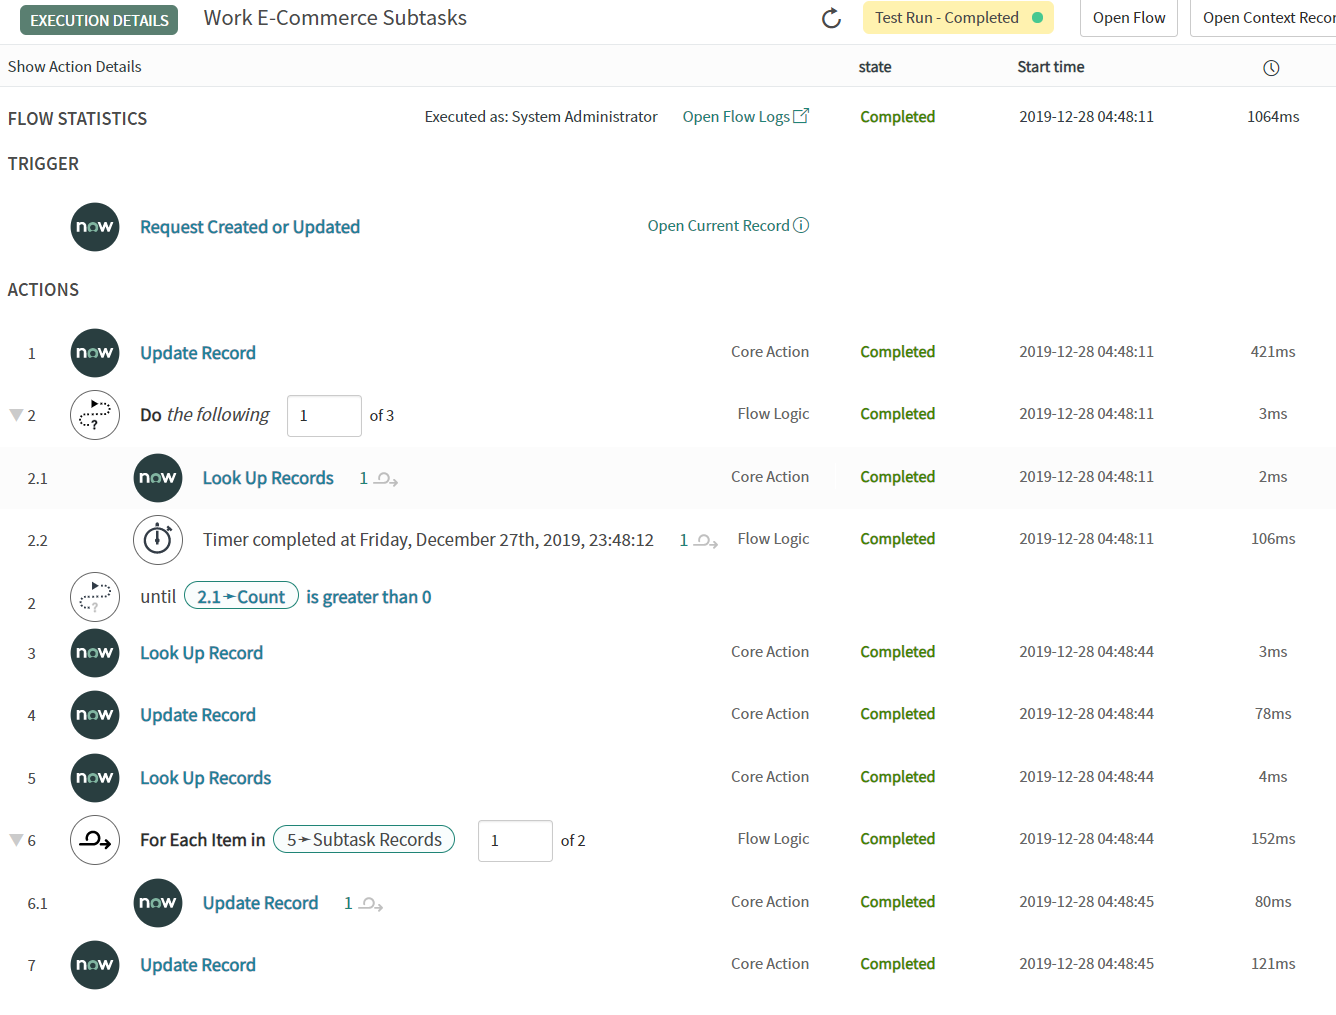 EXECUTION DETAILS Work E-Commerce Subtasks Test Run - Completed Open Flow Open Context Recor
Show Action Details state Start time
FLOW STATISTICS Executed as: System Administrator Open Flow Logs Completed 2019-12-28 04:48:11 1064ms
TRIGGER
now Request Created or Updated Open Current Record
ACTIONS
1 now Update Record Core Action Completed 2019-12-28 04:48:11 421ms
2 ? Do the following 1 of 3 Flow Logic Completed 2019-12-28 04:48:11 3ms
2.1 now Look Up Records 1 Core Action Completed 2019-12-28 04:48:11 2ms
2.2 Timer completed at Friday, December 27th, 2019, 23:48:12 1 Flow Logic Completed 2019-12-28 04:48:11 106ms
2 ? until 2.1➛Count is greater than 0
3 now Look Up Record Core Action Completed 2019-12-28 04:48:44 3ms
4 now Update Record Core Action Completed 2019-12-28 04:48:44 78ms
5 now Look Up Records Core Action Completed 2019-12-28 04:48:44 4ms
6 For Each Item in 5➛Subtask Records 1 of 2 Flow Logic Completed 2019-12-28 04:48:44 152ms
6.1 now Update Record 1 Core Action Completed 2019-12-28 04:48:45 80ms
7 now Update Record Core Action Completed 2019-12-28 04:48:45 121ms